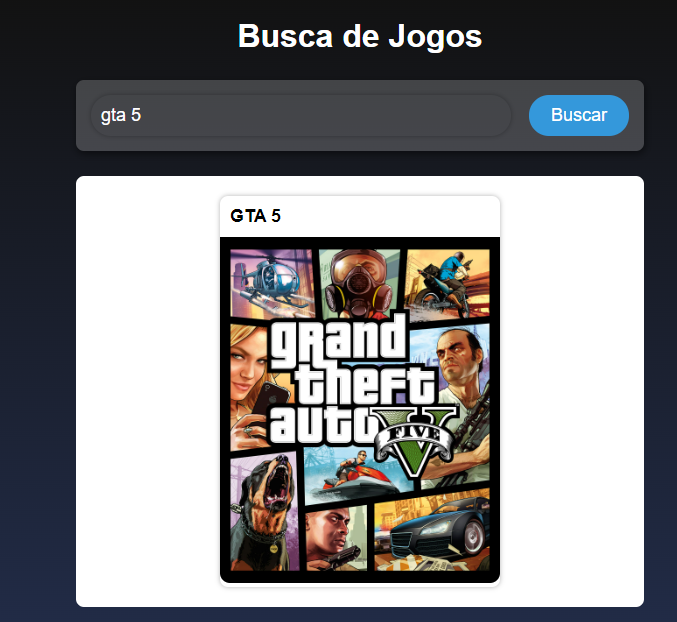 Busca de Jogos
gta 5
Buscar
GTA 5
grand
theft
auto
V
FIVE